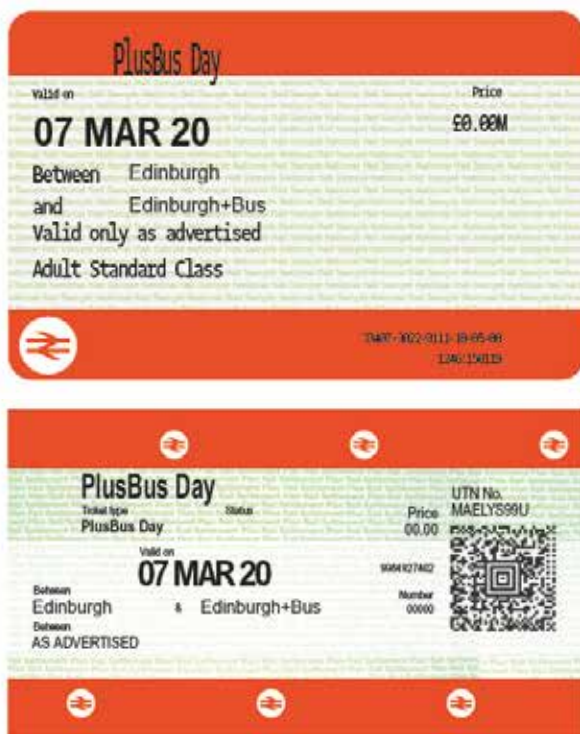 PlusBus Day
Valid on
Price
07 MAR 20
£0.00M
Between Edinburgh
and Edinburgh+Bus
Valid only as advertised
Adult Standard Class
PlusBus Day
UTN No.
MAELYS99U
Ticket type
Status
PlusBus Day
Price
00.00
Valid on
07 MAR 20
Between
Edinburgh & Edinburgh+Bus
Number
00000
Between
AS ADVERTISED